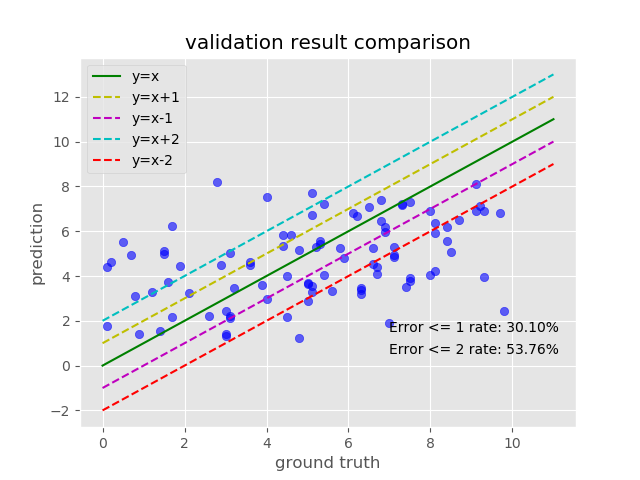 validation result comparison
y=x
y=x+1
y=x-1
y=x+2
y=x-2
12
10
8
6
4
2
0
−2
prediction
Error <= 1 rate: 30.10%
Error <= 2 rate: 53.76%
0 2 4 6 8 10
ground truth